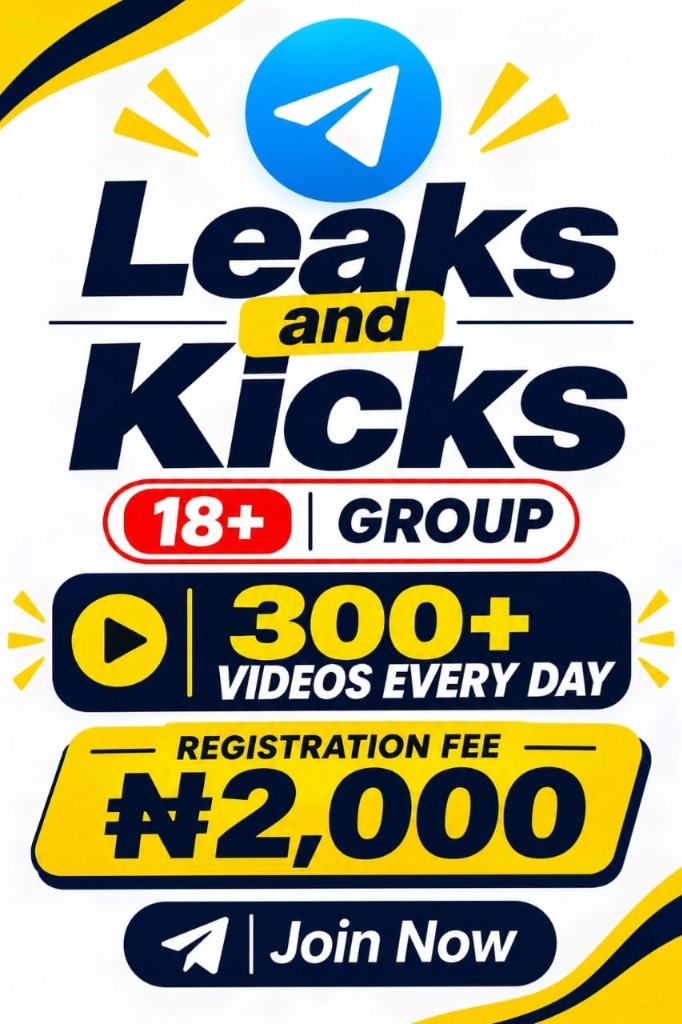 Leaks
and
Kicks
18+ | GROUP
300+
VIDEOS EVERY DAY
REGISTRATION FEE
₦2,000
Join Now